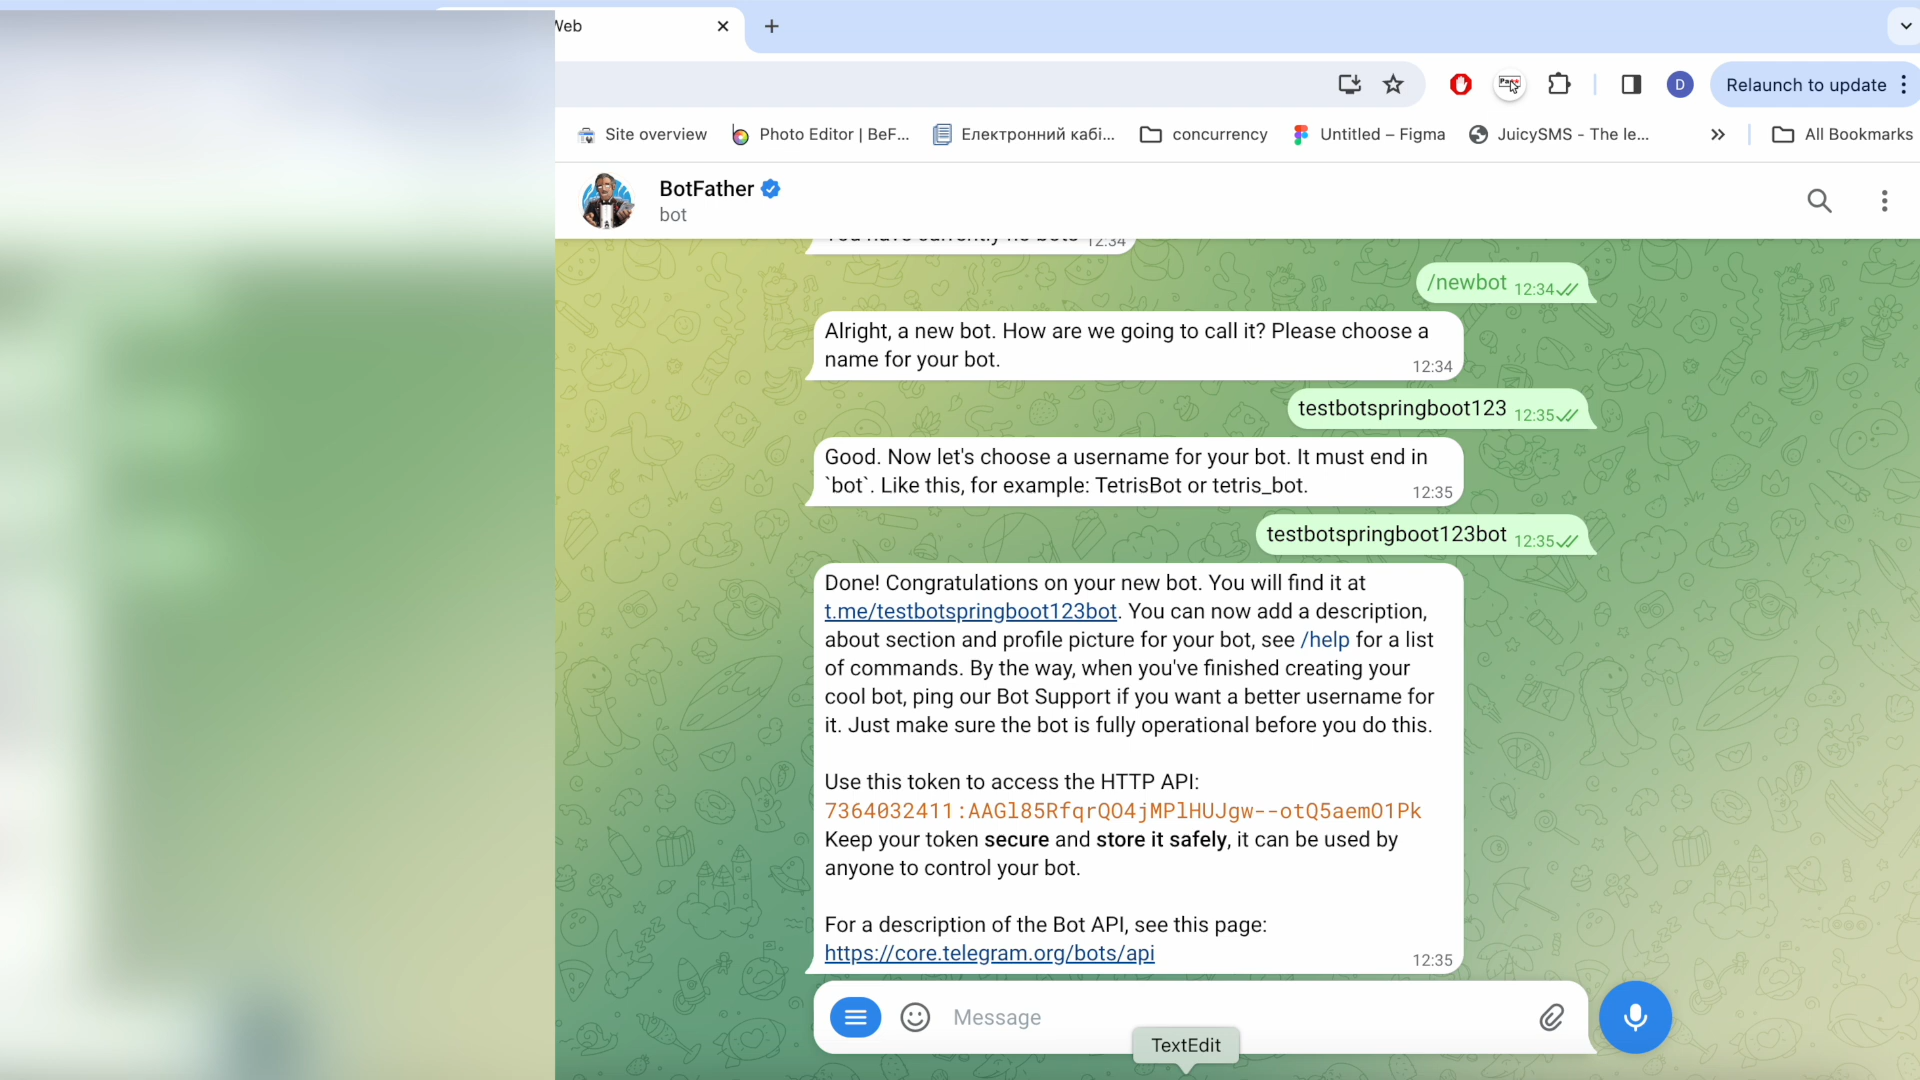 Web
Relaunch to update
Site overview
Photo Editor | BeF...
Електронний кабі...
concurrency
Untitled – Figma
JuicySMS - The le...
All Bookmarks
D
BotFather
bot
You have currently no bots 12:34
/newbot 12:34
Alright, a new bot. How are we going to call it? Please choose a
name for your bot. 12:34
testbotspringboot123 12:35
Good. Now let's choose a username for your bot. It must end in
`bot`. Like this, for example: TetrisBot or tetris_bot. 12:35
testbotspringboot123bot 12:35
Done! Congratulations on your new bot. You will find it at
t.me/testbotspringboot123bot. You can now add a description,
about section and profile picture for your bot, see /help for a list
of commands. By the way, when you've finished creating your
cool bot, ping our Bot Support if you want a better username for
it. Just make sure the bot is fully operational before you do this.
Use this token to access the HTTP API:
7364032411:AAGl85RfqrQO4jMPlHUJgw--otQ5aemO1Pk
Keep your token secure and store it safely, it can be used by
anyone to control your bot.
For a description of the Bot API, see this page:
https://core.telegram.org/bots/api 12:35
Message
TextEdit